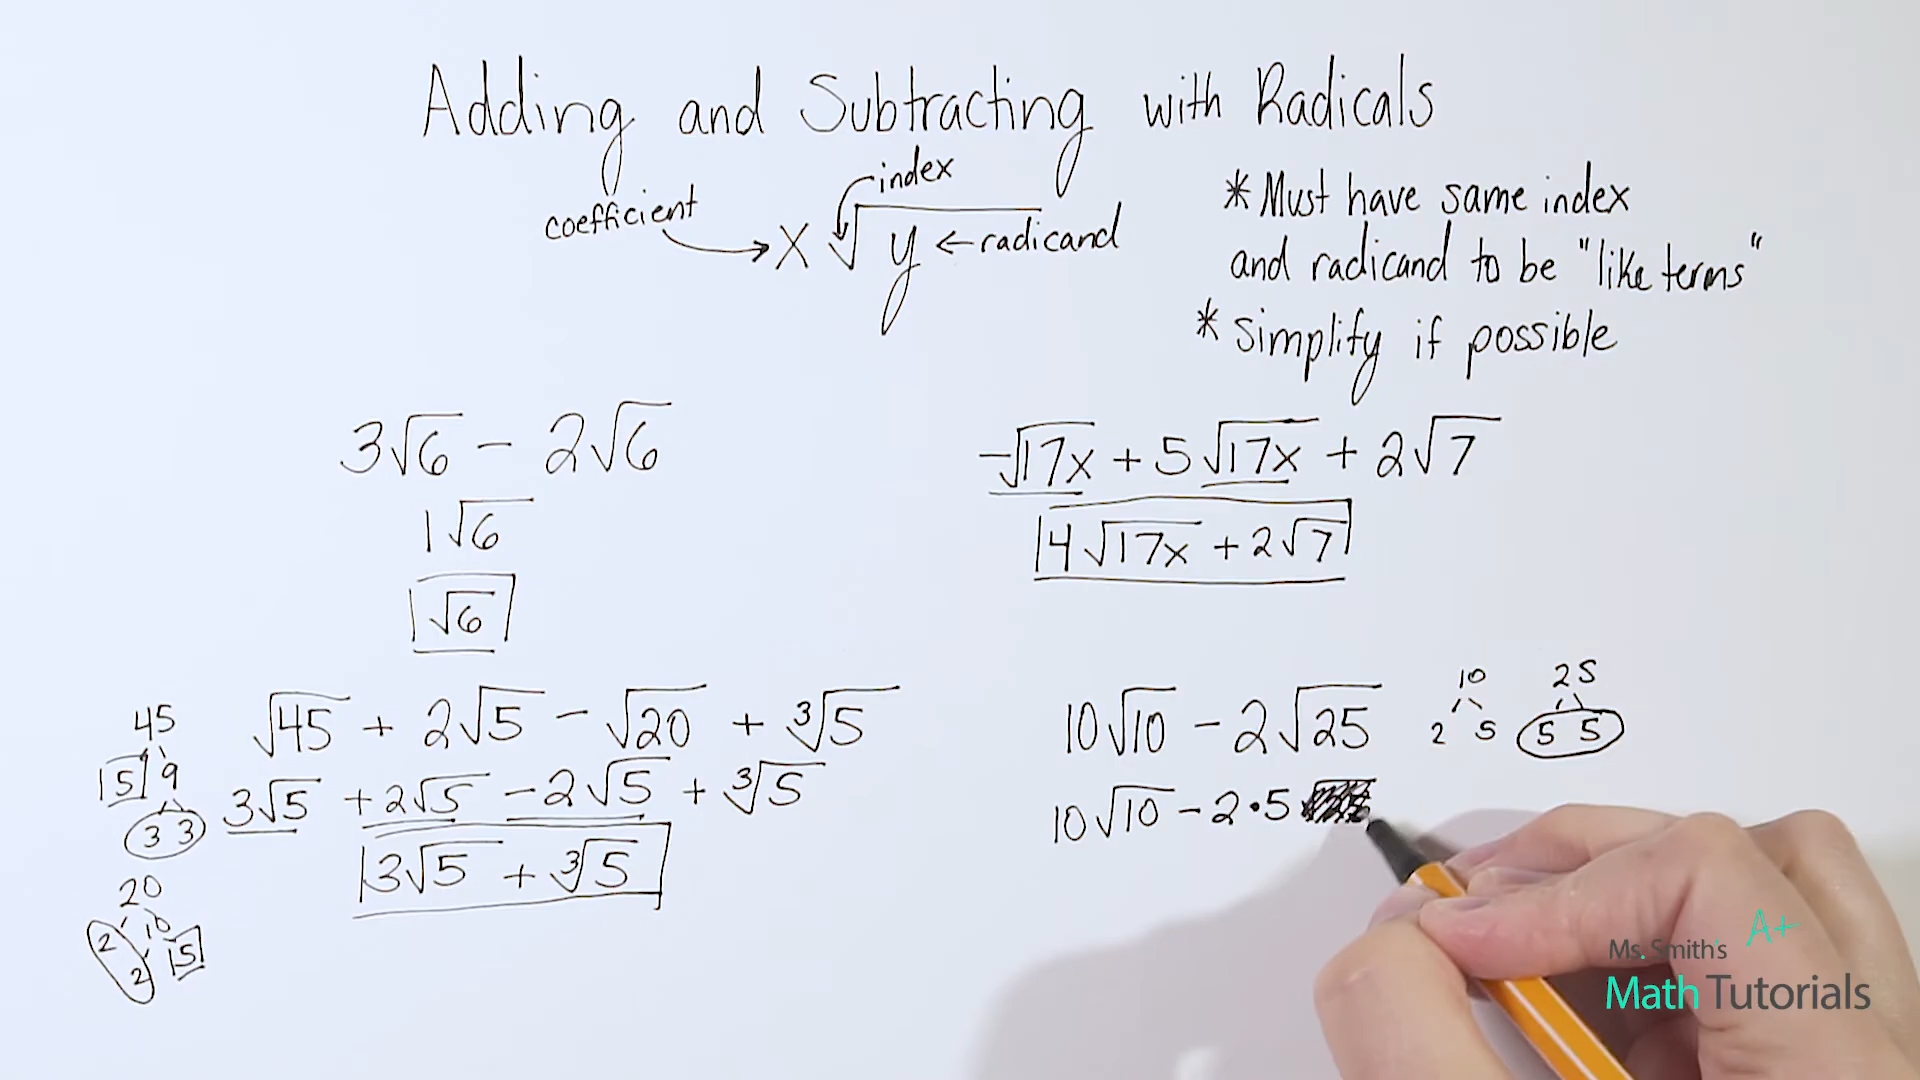 Adding and Subtracting with Radicals
index
coefficient
x √y ← radicand
* Must have same index
and radicand to be "like terms"
* Simplify if possible
3√6 - 2√6
1√6
√6
-√17x + 5√17x + 2√7
4√17x + 2√7
45
5 9
3 3
20
2 10
2 5
√45 + 2√5 - √20 + ³√5
3√5 + 2√5 - 2√5 + ³√5
3√5 + ³√5
10√10 - 2√25
10
2 5
25
5 5
10√10 - 2•5
Ms. Smith's A+
Math Tutorials